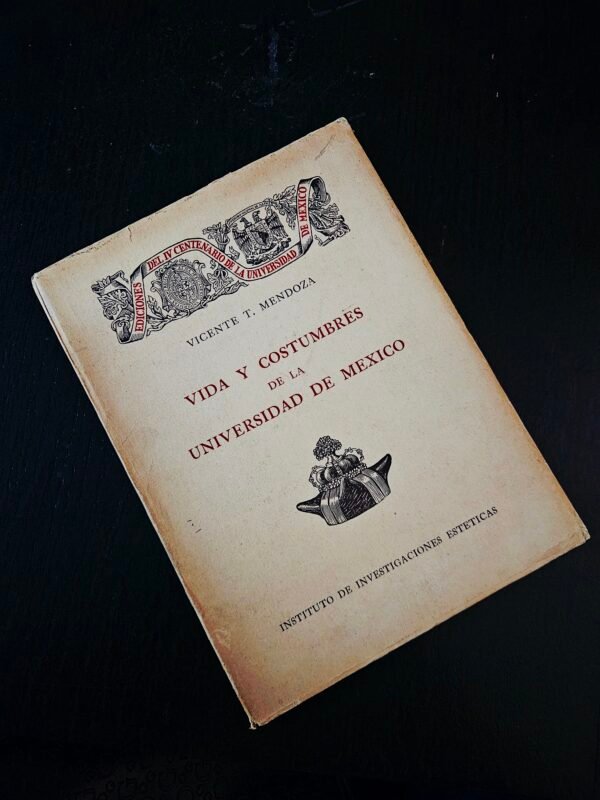 EDICIONES DEL IV CENTENARIO DE LA UNIVERSIDAD DE MEXICO
VICENTE T. MENDOZA
VIDA Y COSTUMBRES
DE LA
UNIVERSIDAD DE MEXICO
INSTITUTO DE INVESTIGACIONES ESTETICAS